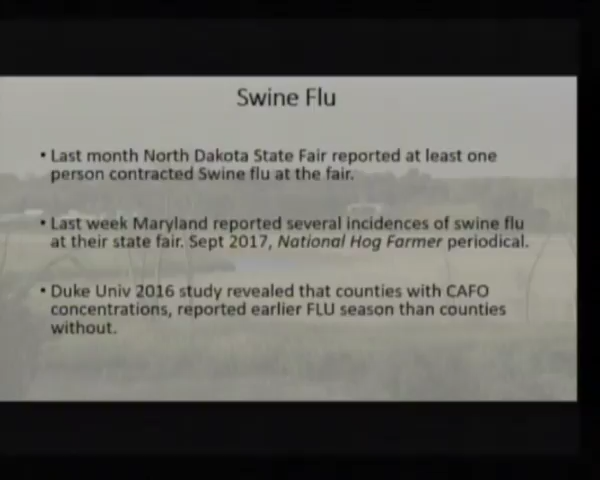 Swine Flu
• Last month North Dakota State Fair reported at least one
person contracted Swine flu at the fair.
• Last week Maryland reported several incidences of swine flu
at their state fair. Sept 2017, National Hog Farmer periodical.
• Duke Univ 2016 study revealed that counties with CAFO
concentrations, reported earlier FLU season than counties
without.